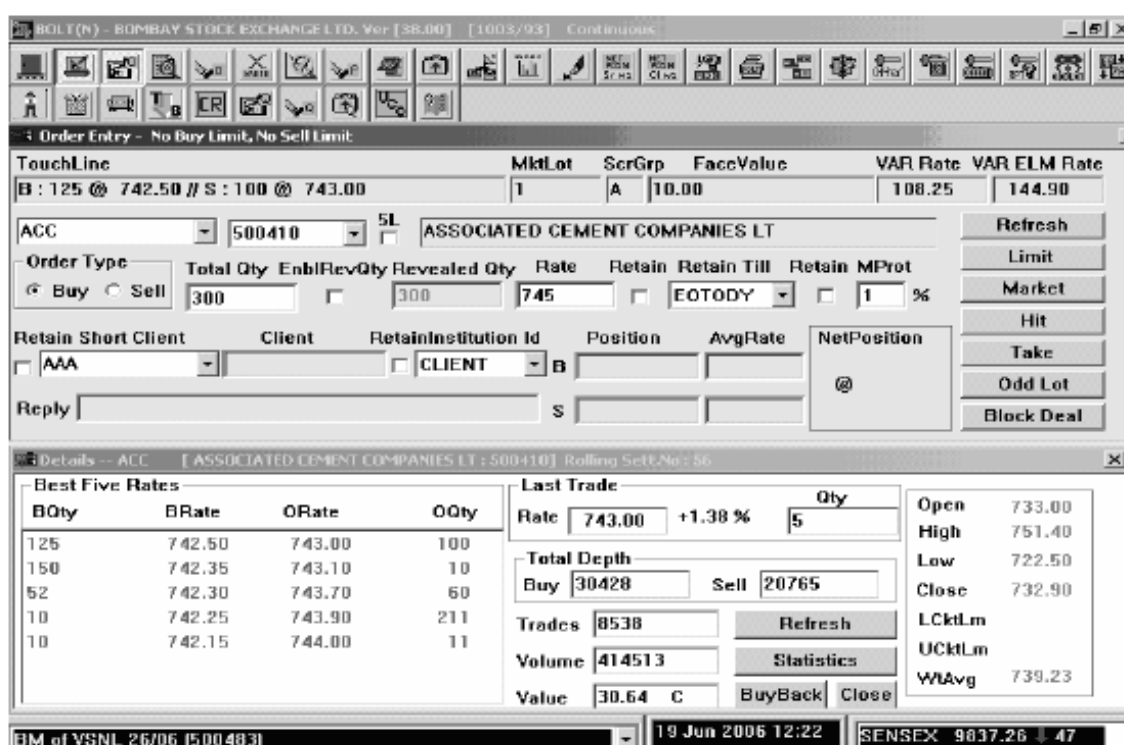 BOLT(N) - BOMBAY STOCK EXCHANGE LTD. Ver [38.00] [1003/93] Continuous
CR
Order Entry - No Buy Limit, No Sell Limit
TouchLine MktLot ScrGrp FaceValue VAR Rate VAR ELM Rate
B : 125 @ 742.50 // S : 100 @ 743.00 1 A 10.00 108.25 144.90
ACC 500410 5L ASSOCIATED CEMENT COMPANIES LT Refresh
Order Type Total Qty EnblRevQty Revealed Qty Rate Retain Retain Till Retain MProt Limit
Buy Sell 300 300 745 EOTODY 1 % Market
Hit
Retain Short Client Client RetainInstitution Id Position AvgRate NetPosition
AAA CLIENT B Take
@ Odd Lot
Reply S Block Deal
Details -- ACC [ ASSOCIATED CEMENT COMPANIES LT : 500410] Rolling Sett.No : 56
Best Five Rates Last Trade
BQty BRate ORate OQty Rate 743.00 +1.38 % Qty 5 Open 733.00
High 751.40
125 742.50 743.00 100 Total Depth
150 742.35 743.10 10 Buy 30428 Sell 20765 Low 722.50
52 742.30 743.70 60 Close 732.90
10 742.25 743.90 211 Trades 8538 Refresh LCktLm
10 742.15 744.00 11 UCktLm
Volume 414513 Statistics WtAvg 739.23
Value 30.64 C BuyBack Close
BM of VSNL 26/06 (500483) 19 Jun 2006 12:22 SENSEX 9837.26 47